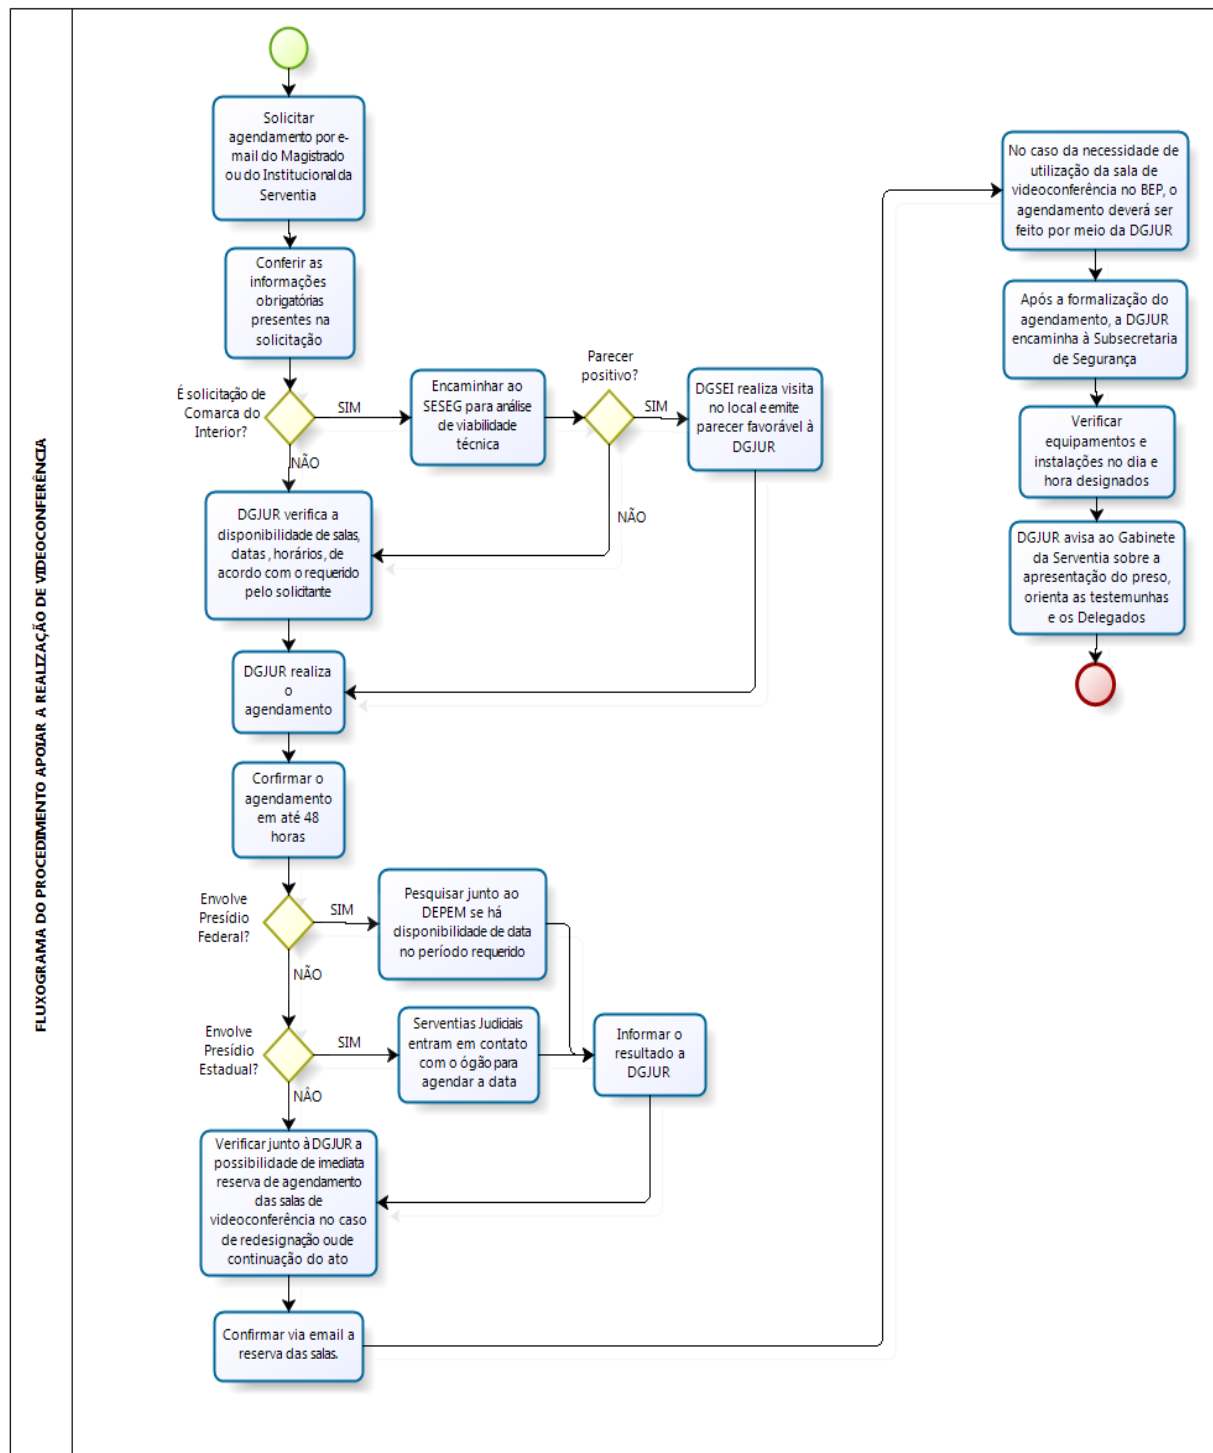 FLUXOGRAMA DO PROCEDIMENTO APOIAR A REALIZAÇÃO DE VIDEOCONFERÊNCIA
Solicitar
agendamento por e-
mail do Magistrado
ou do Institucional da
Serventia
Conferir as
informações
obrigatórias
presentes na
solicitação
É solicitação de
Comarca do
Interior?
SIM
NÃO
Encaminhar ao
SESEG para análise
de viabilidade
técnica
Parecer
positivo?
SIM
NÃO
DGSEI realiza visita
no local e emite
parecer favorável à
DGJUR
DGJUR verifica a
disponibilidade de salas,
datas , horários, de
acordo com o requerido
pelo solicitante
DGJUR realiza
o
agendamento
Corfirmar o
agendamento
em até 48
horas
Envolve
Presídio
Federal?
SIM
NÃO
Pesquisar junto ao
DEPEM se há
disponibilidade de data
no período requerido
Envolve
Presídio
Estadual?
SIM
NÂO
Serventias Judiciais
entram em contato
com o ógão para
agendar a data
Informar o
resultado a
DGJUR
Verificar junto à DGJUR a
possibilidade de imediata
reserva de agendamento
das salas de
videoconferência no caso
de redesignação ou de
continuação do ato
Confirmar via email a
reserva das salas.
No caso da necessidade de
utilização da sala de
videoconferência no BEP, o
agendamento deverá ser
feito por meio da DGJUR
Após a formalização do
agendamento, a DGJUR
encaminha à Subsecretaria
de Segurança
Verificar
equipamentos e
instalações no dia e
hora designados
DGJUR avisa ao Gabinete
da Serventia sobre a
apresentação do preso,
orienta as testemunhas
e os Delegados